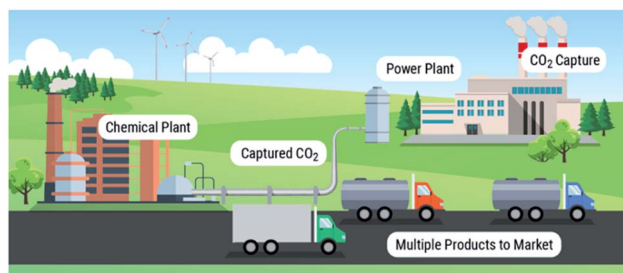 CO₂ Capture
Power Plant
Chemical Plant
Captured CO₂
Multiple Products to Market